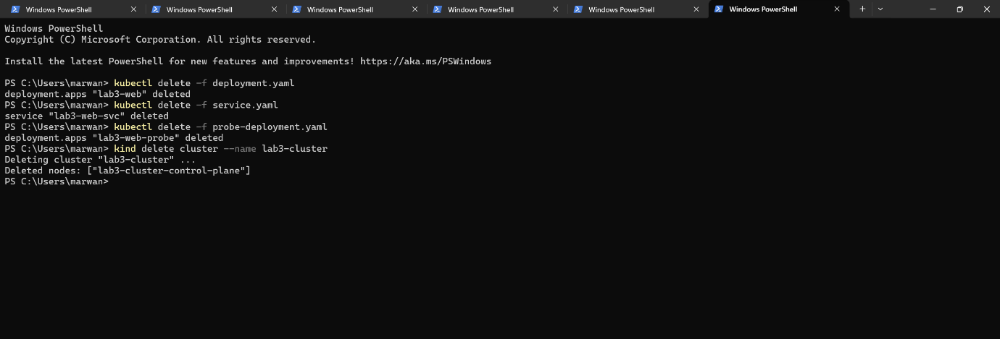 Windows PowerShell
Windows PowerShell
Windows PowerShell
Windows PowerShell
Windows PowerShell
Windows PowerShell
Windows PowerShell
Copyright (C) Microsoft Corporation. All rights reserved.
Install the latest PowerShell for new features and improvements! https://aka.ms/PSWindows
PS C:\Users\marwan> kubectl delete -f deployment.yaml
deployment.apps "lab3-web" deleted
PS C:\Users\marwan> kubectl delete -f service.yaml
service "lab3-web-svc" deleted
PS C:\Users\marwan> kubectl delete -f probe-deployment.yaml
deployment.apps "lab3-web-probe" deleted
PS C:\Users\marwan> kind delete cluster --name lab3-cluster
Deleting cluster "lab3-cluster" ...
Deleted nodes: ["lab3-cluster-control-plane"]
PS C:\Users\marwan>